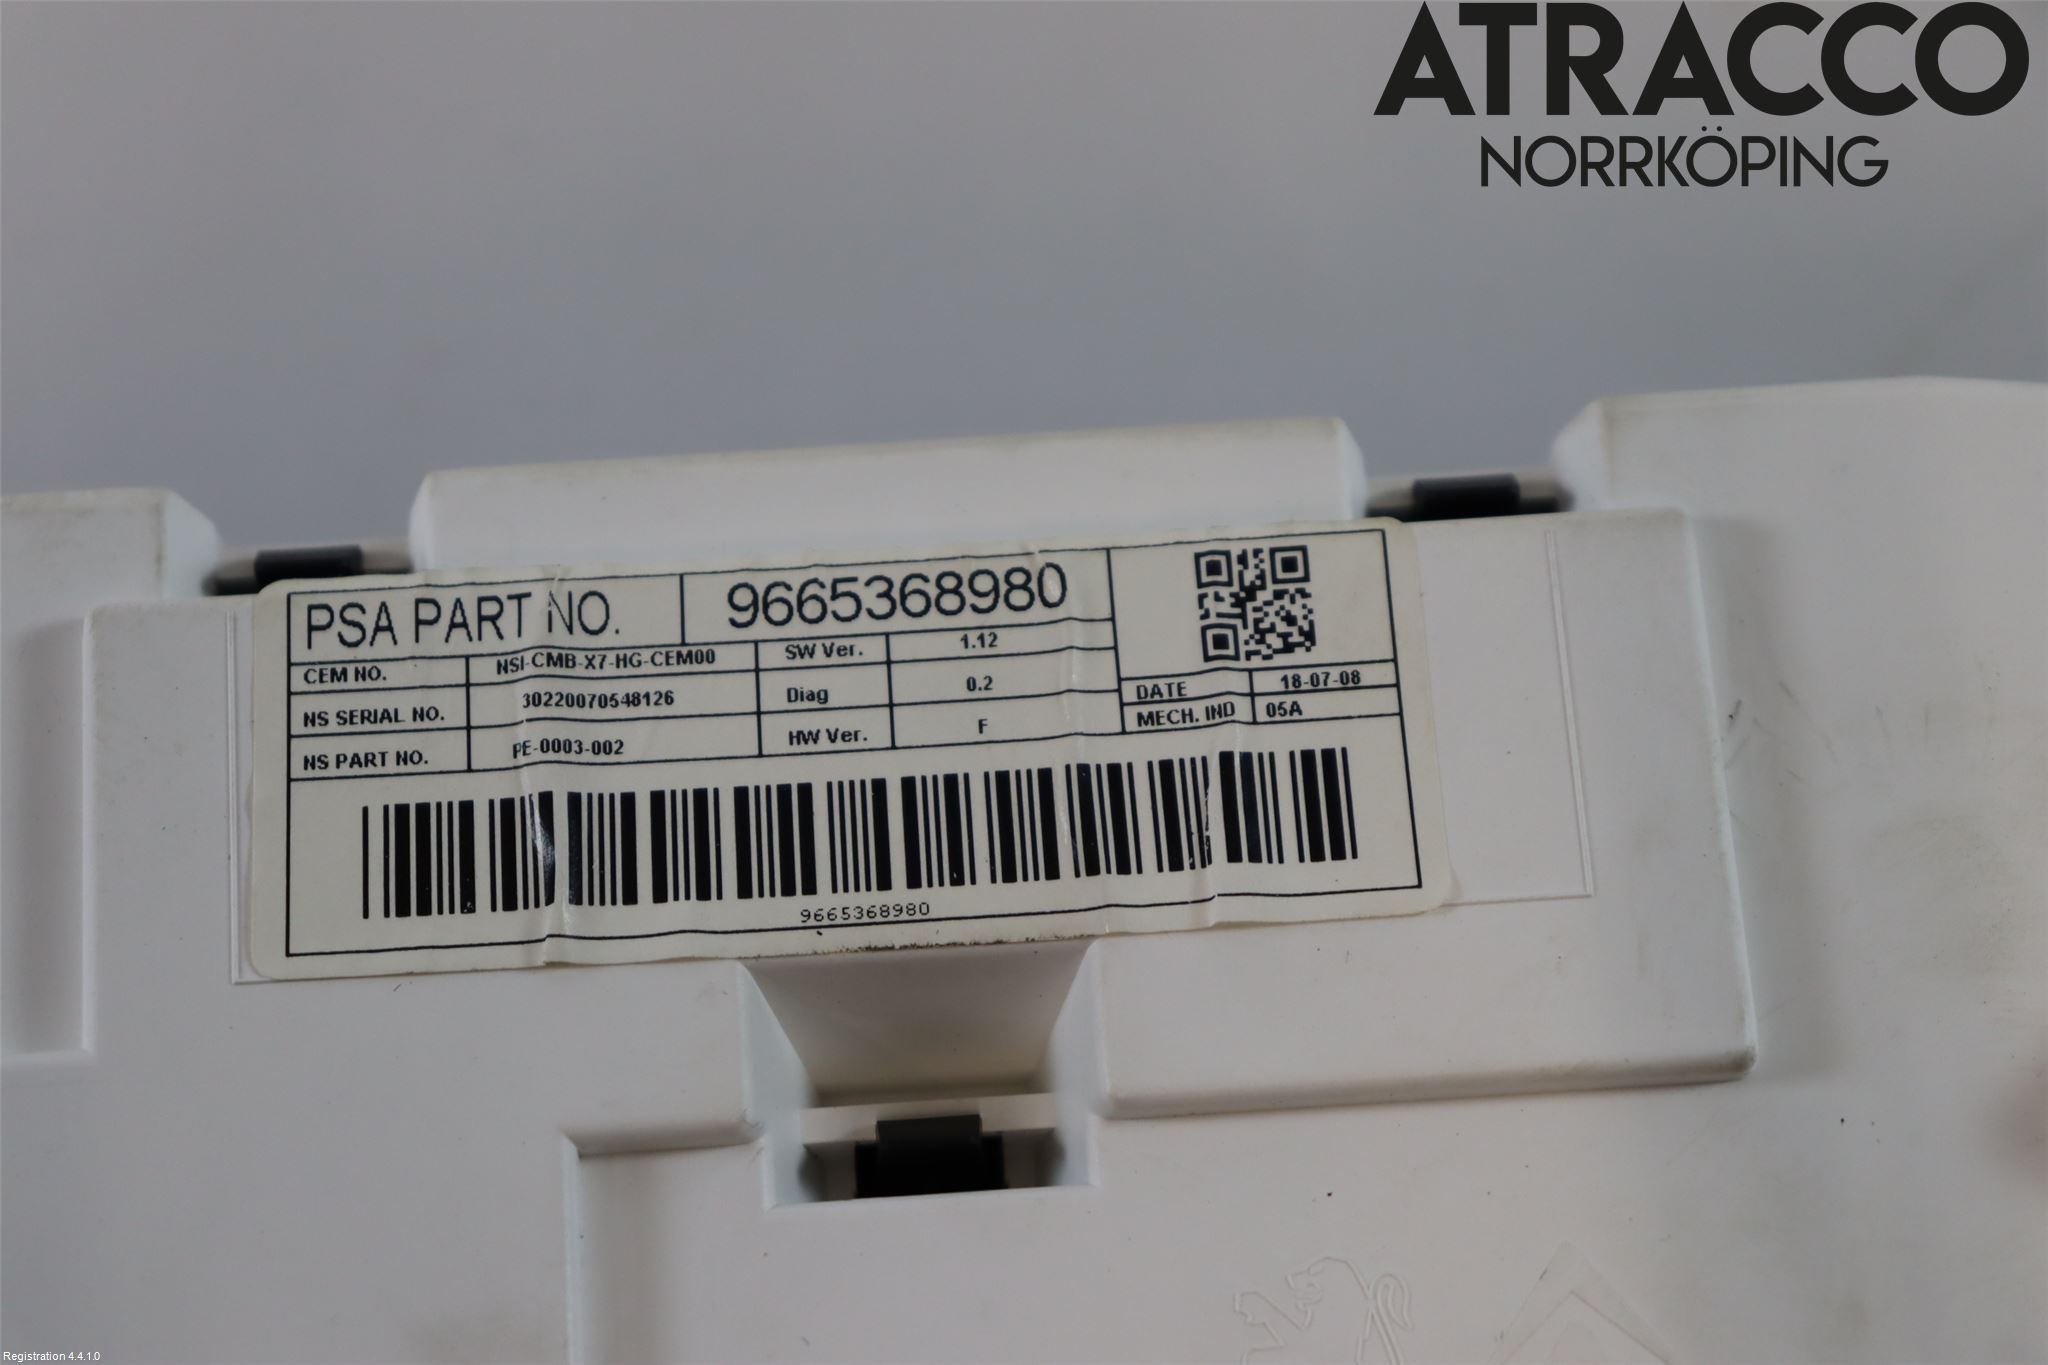 ATRACCO
NORRKÖPING
PSA PART NO. 9665368980
CEM NO. NSI-CMB-X7-HG-CEM00 SW Ver. 1.12
NS SERIAL NO. 30220070548126 Diag 0.2
NS PART NO. PE-0003-002 HW Ver. F
DATE 18-07-08
MECH. IND 05A
9665368980
Registration 4.4.1.0